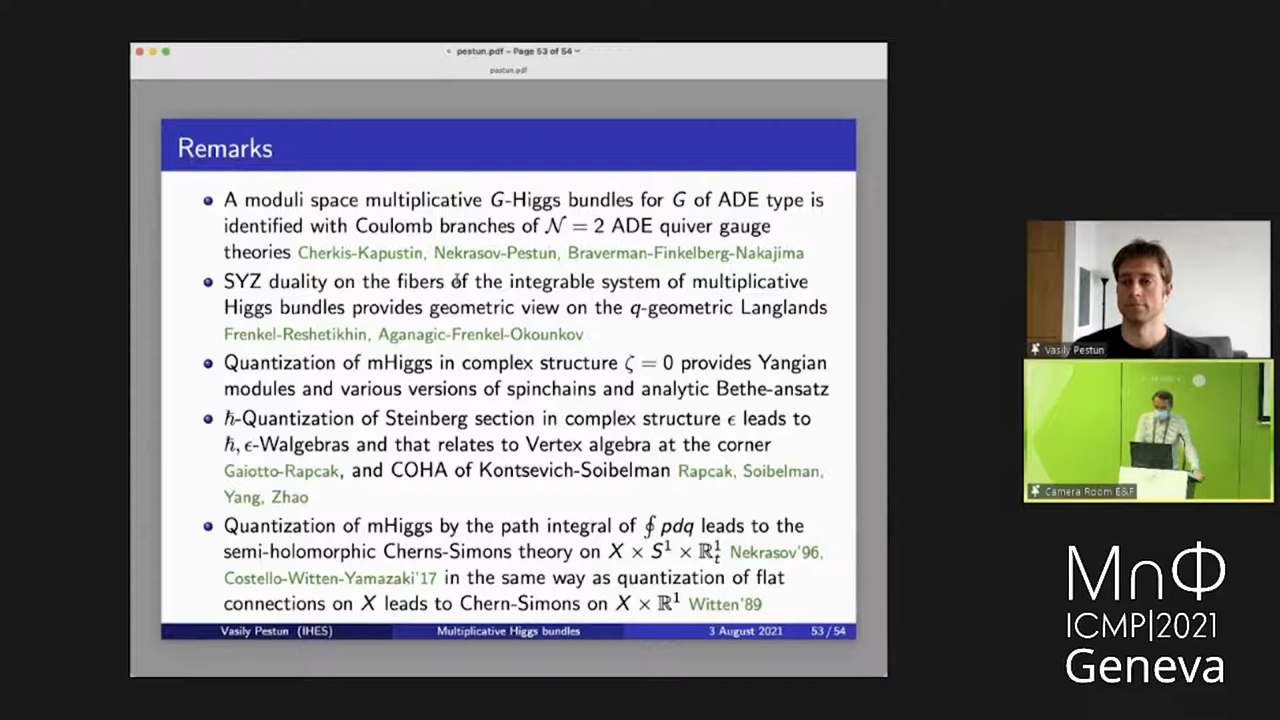 pestun.pdf – Page 53 of 54
pestun.pdf
Remarks
A moduli space multiplicative G-Higgs bundles for G of ADE type is
identified with Coulomb branches of 𝒩 = 2 ADE quiver gauge
theories Cherkis-Kapustin, Nekrasov-Pestun, Braverman-Finkelberg-Nakajima
SYZ duality on the fibers of the integrable system of multiplicative
Higgs bundles provides geometric view on the q-geometric Langlands
Frenkel-Reshetikhin, Aganagic-Frenkel-Okounkov
Quantization of mHiggs in complex structure ζ = 0 provides Yangian
modules and various versions of spinchains and analytic Bethe-ansatz
ℏ-Quantization of Steinberg section in complex structure ϵ leads to
ℏ, ϵ-Walgebras and that relates to Vertex algebra at the corner
Gaiotto-Rapcak, and COHA of Kontsevich-Soibelman Rapcak, Soibelman,
Yang, Zhao
Quantization of mHiggs by the path integral of ∮ pdq leads to the
semi-holomorphic Cherns-Simons theory on X × S¹ × ℝ¹ₜ Nekrasov'96,
Costello-Witten-Yamazaki'17 in the same way as quantization of flat
connections on X leads to Chern-Simons on X × ℝ¹ Witten'89
Vasily Pestun (IHES) Multiplicative Higgs bundles 3 August 2021 53 / 54
Vasily Pestun
Camera Room E&F
MпФ
ICMP|2021
Geneva